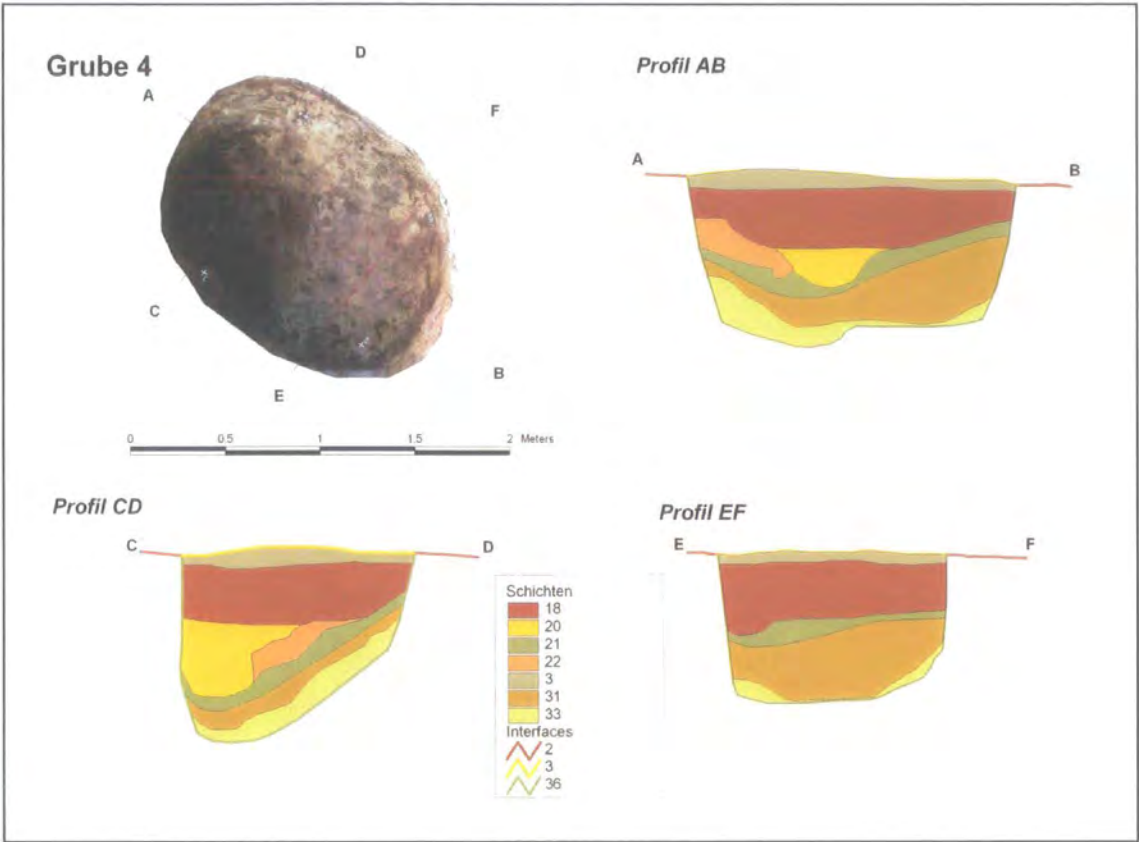 Grube 4
D
A
F
C
B
E
0 0.5 1 1.5 2 Meters
Profil AB
A
B
Profil CD
C
D
Profil EF
E
F
Schichten
18
20
21
22
3
31
33
Interfaces
2
3
36